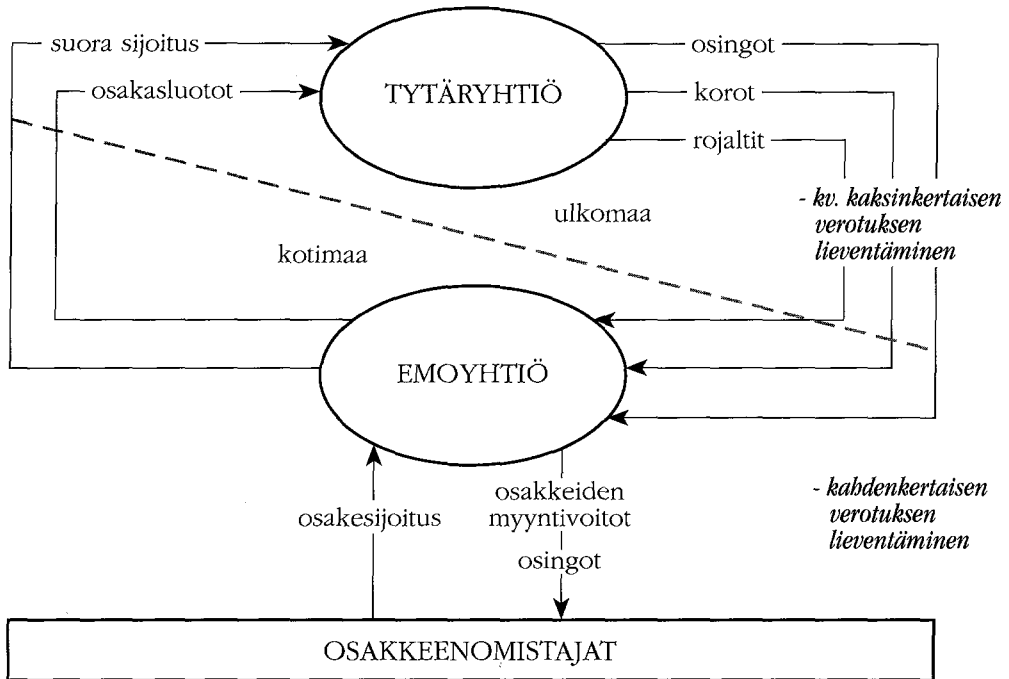 suora sijoitus
osingot
osakasluotot
TYTÄRYHTIÖ
korot
rojaltit
- kv. kaksinkertaisen
verotuksen
lieventäminen
ulkomaa
kotimaa
EMOYHTIÖ
osakesijoitus
osakkeiden
myyntivoitot
osingot
- kahdenkertaisen
verotuksen
lieventäminen
OSAKKEENOMISTAJAT